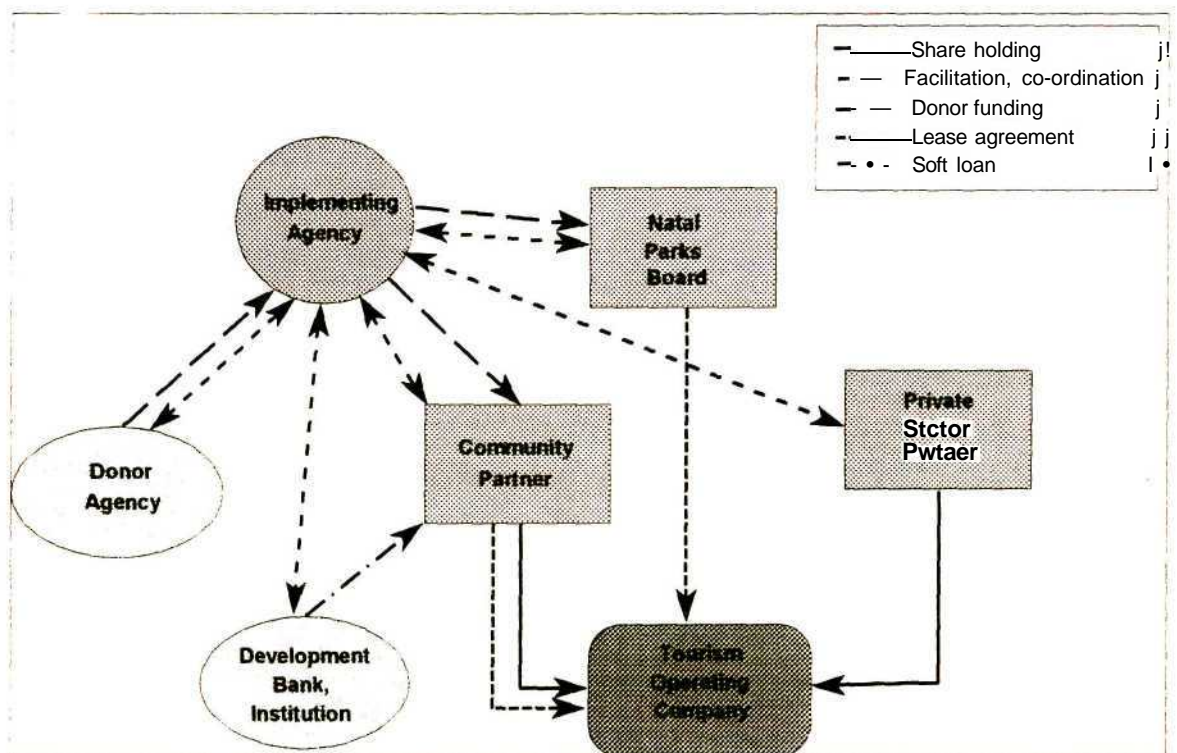 Share holding j!
Facilitation, co-ordination j
Donor funding j
Lease agreement j j
Soft loan I •
Implementing
Agency
Natal
Parks
Board
Private
Stctor
Pwtaer
Community
Partner
Donor
Agency
Development
Bank,
Institution
Tourism
Operating
Company